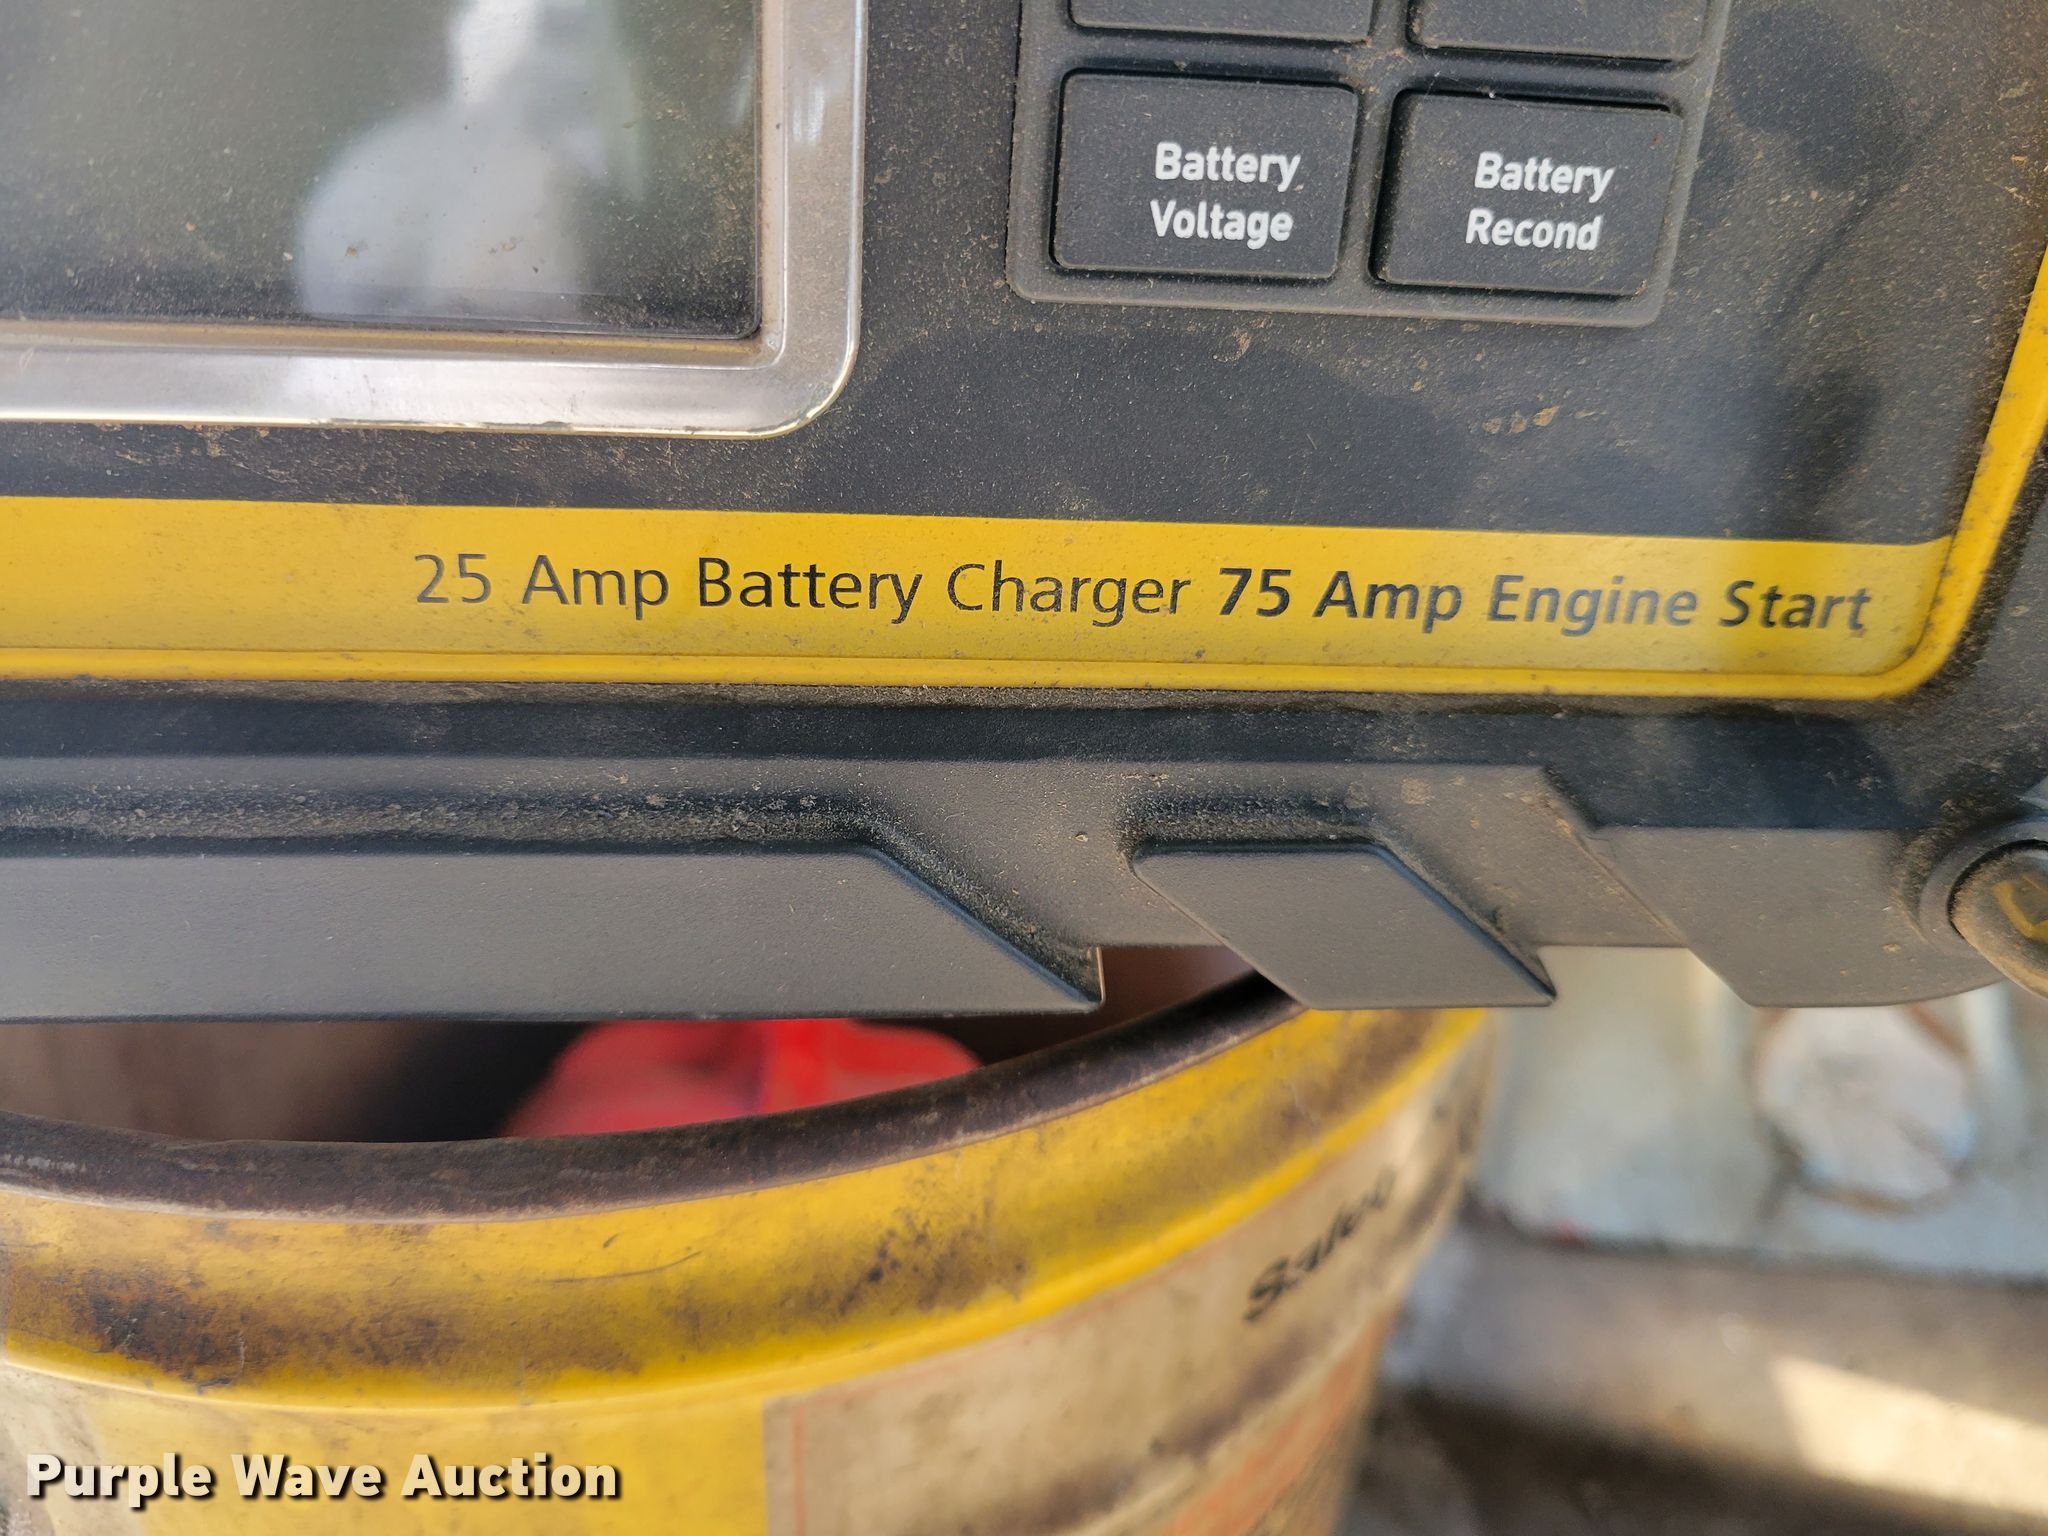 Battery
Voltage
Battery
Recond
25 Amp Battery Charger 75 Amp Engine Start
Purple Wave Auction